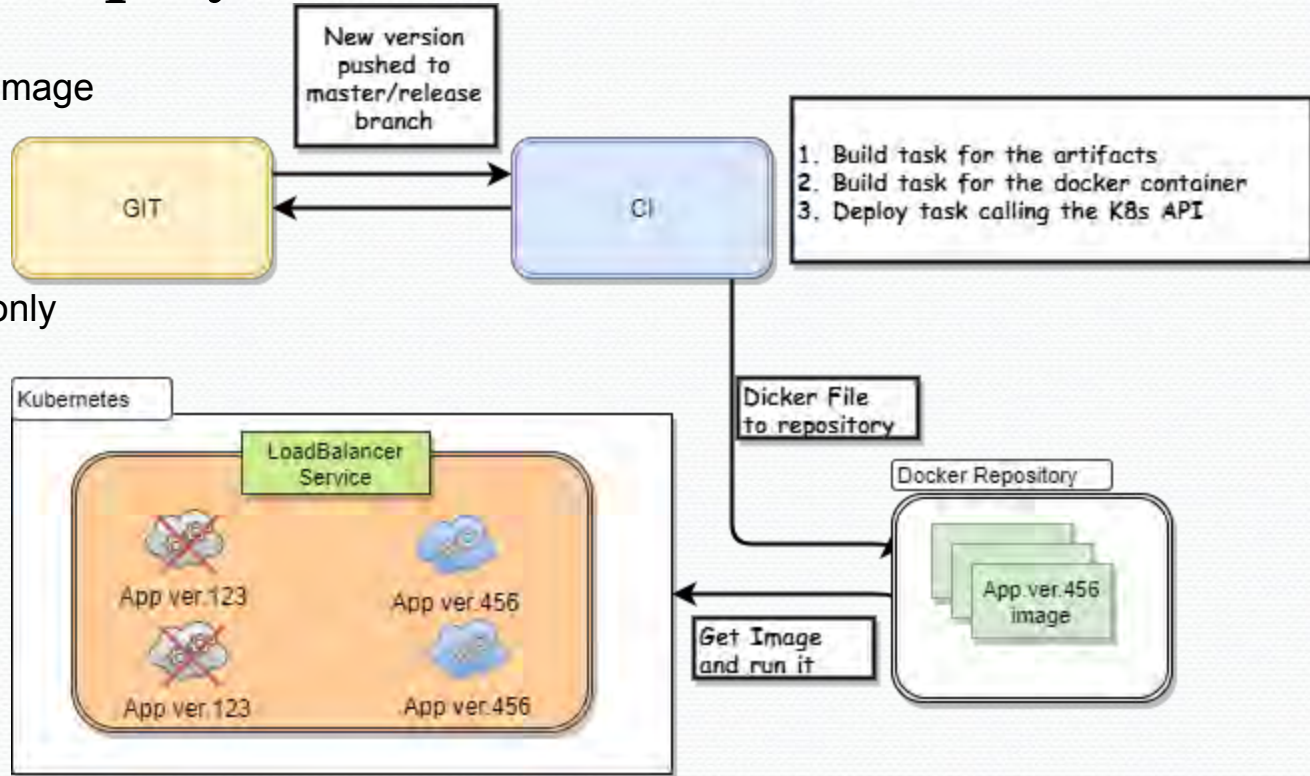 mage
only
New version
pushed to
master/release
branch
GIT
CI
1. Build task for the artifacts
2. Build task for the docker container
3. Deploy task calling the K8s API
Dicker File
to repository
Kubernetes
LoadBalancer
Service
App ver.123
App ver.456
App ver.123
App ver.456
Docker Repository
App.ver.456
image
Get Image
and run it